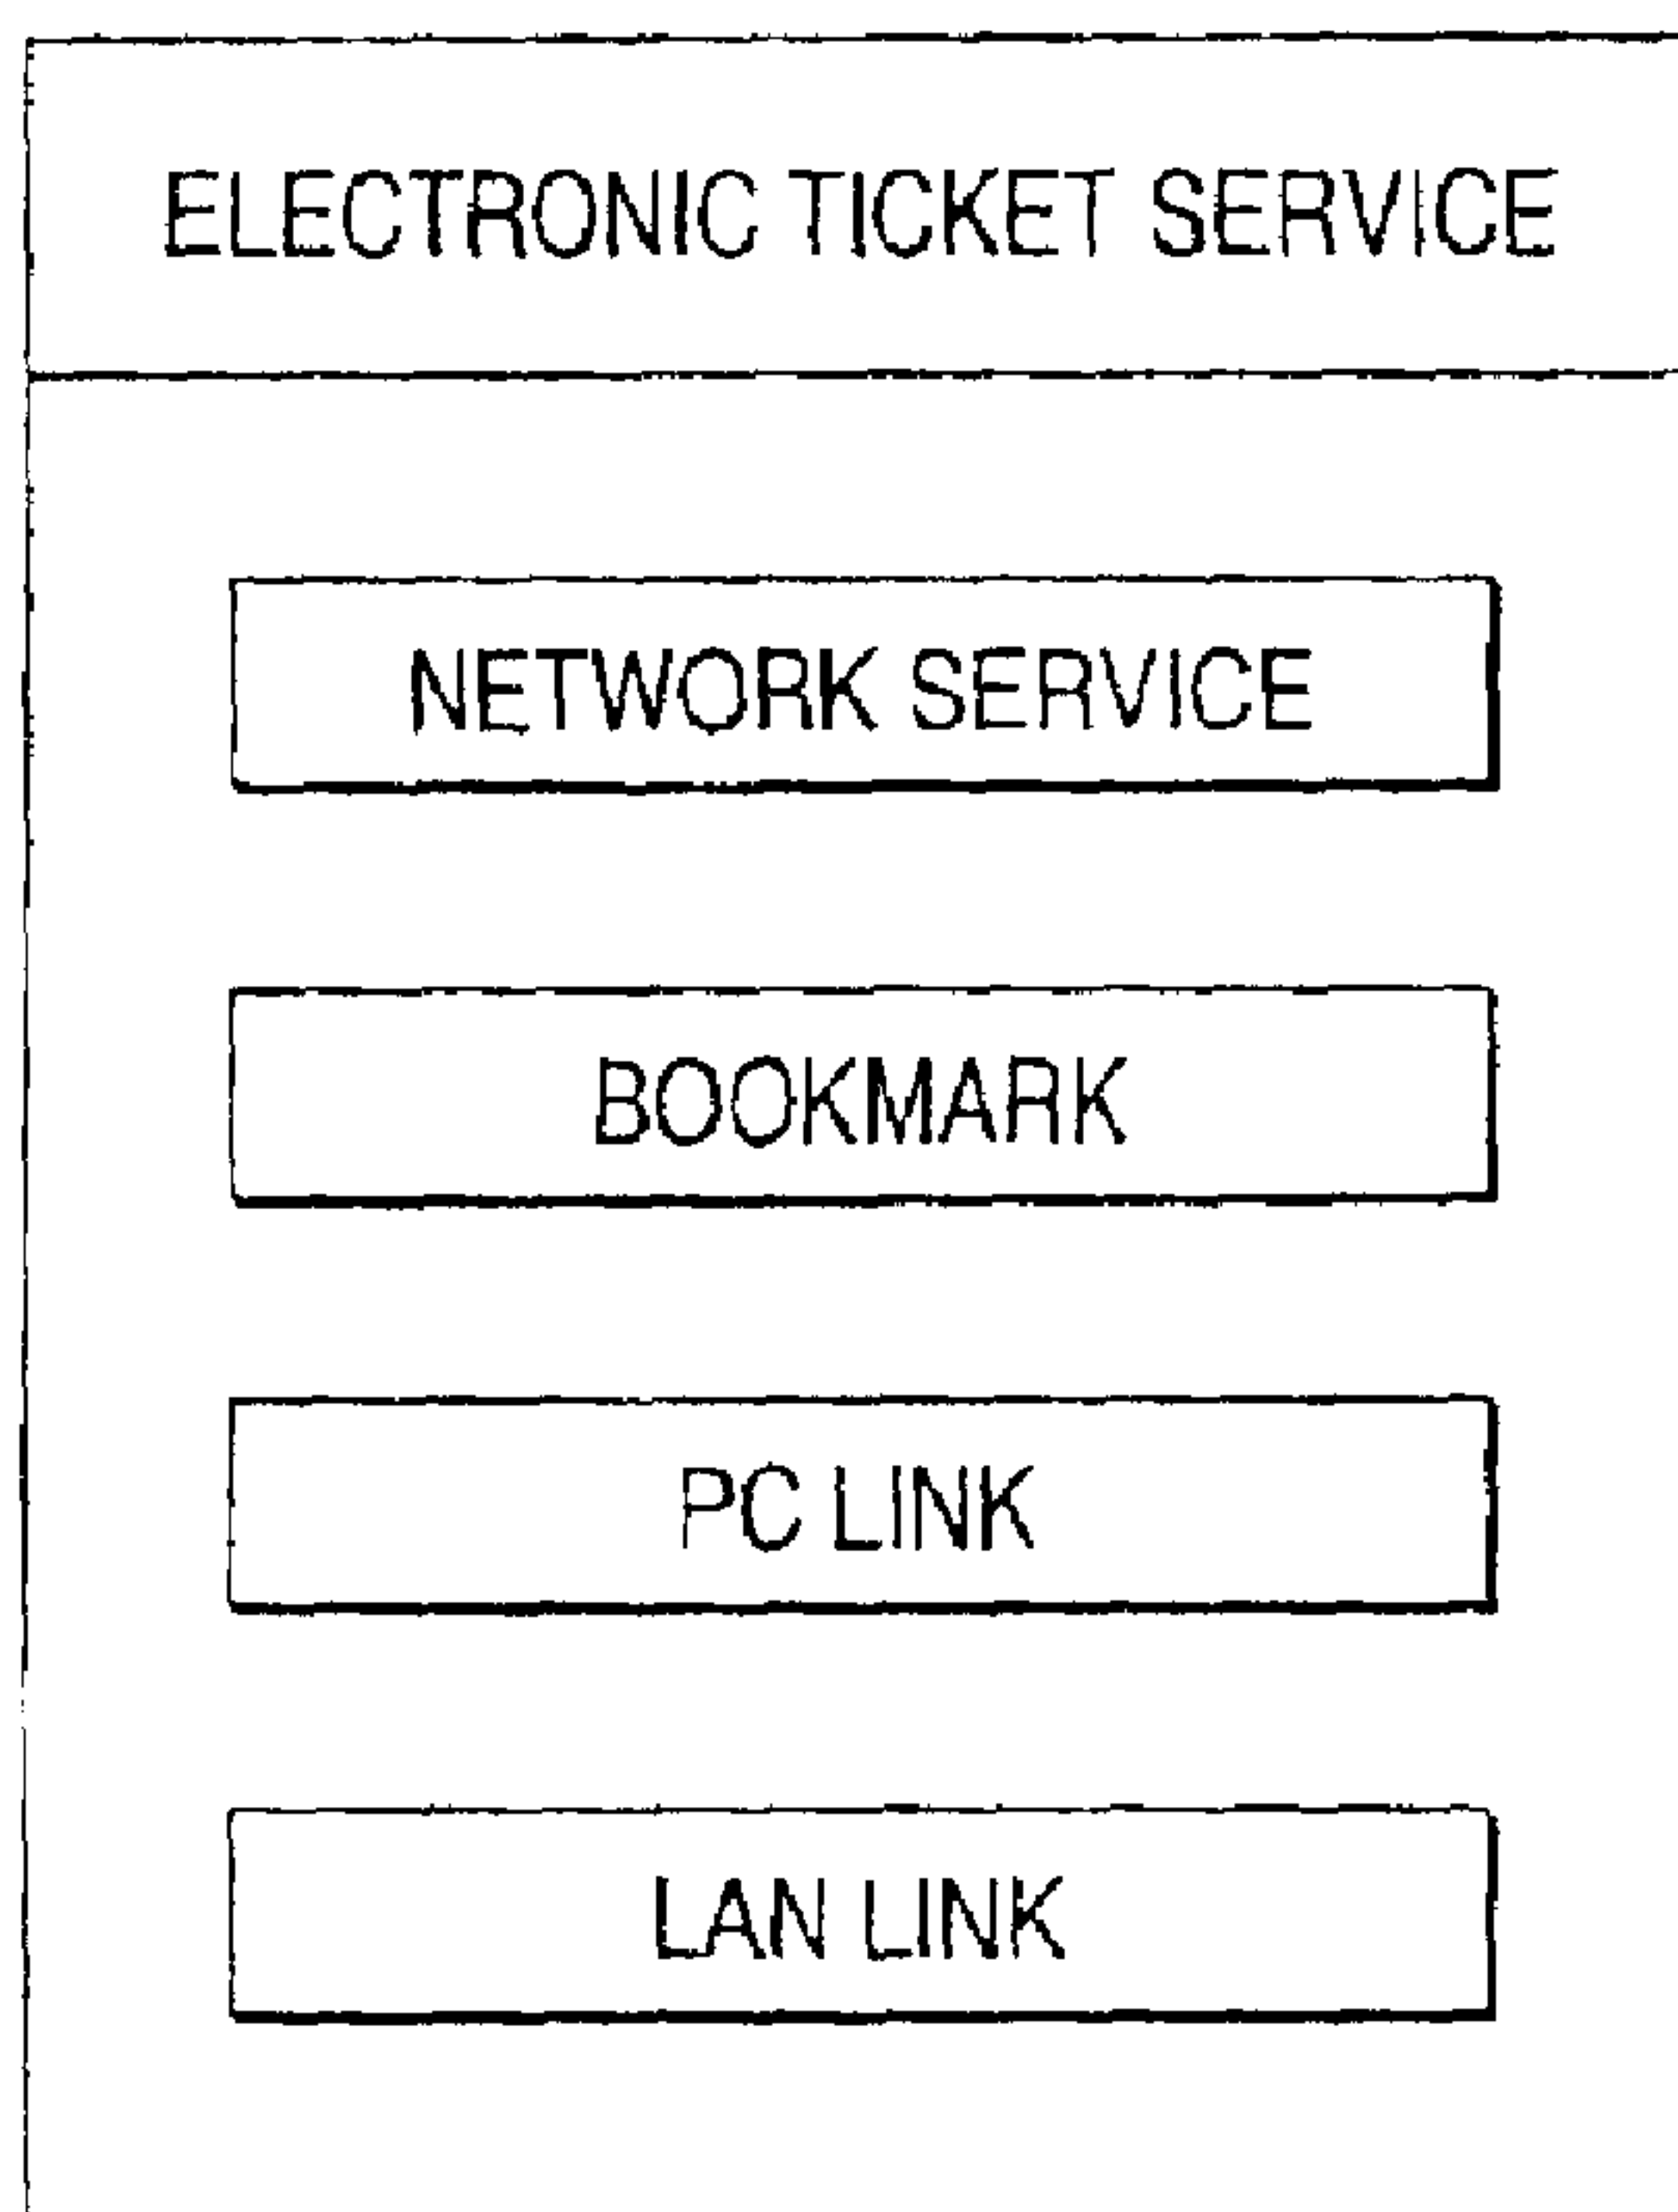 ELECTRONIC TICKET SERVICE
NETWORK SERVICE
BOOKMARK
PC LINK
LAN LINK